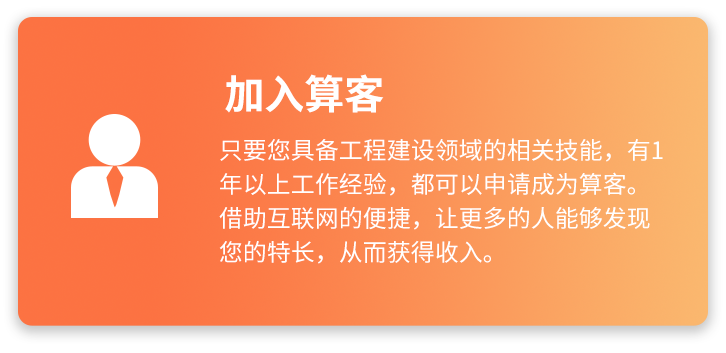 加入算客
只要您具备工程建设领域的相关技能，有1
年以上工作经验，都可以申请成为算客。
借助互联网的便捷，让更多的人能够发现
您的特长，从而获得收入。